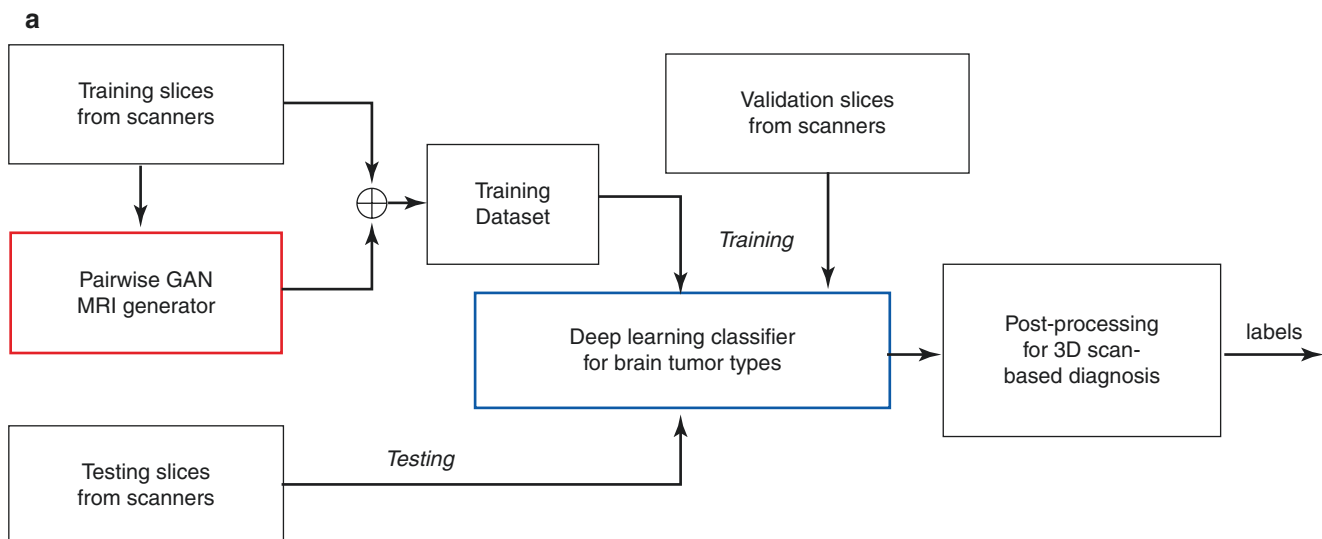 a
Training slices
from scanners
Validation slices
from scanners
Training
Dataset
Training
Pairwise GAN
MRI generator
Deep learning classifier
for brain tumor types
Post-processing
for 3D scan-
based diagnosis
labels
Testing slices
from scanners
Testing